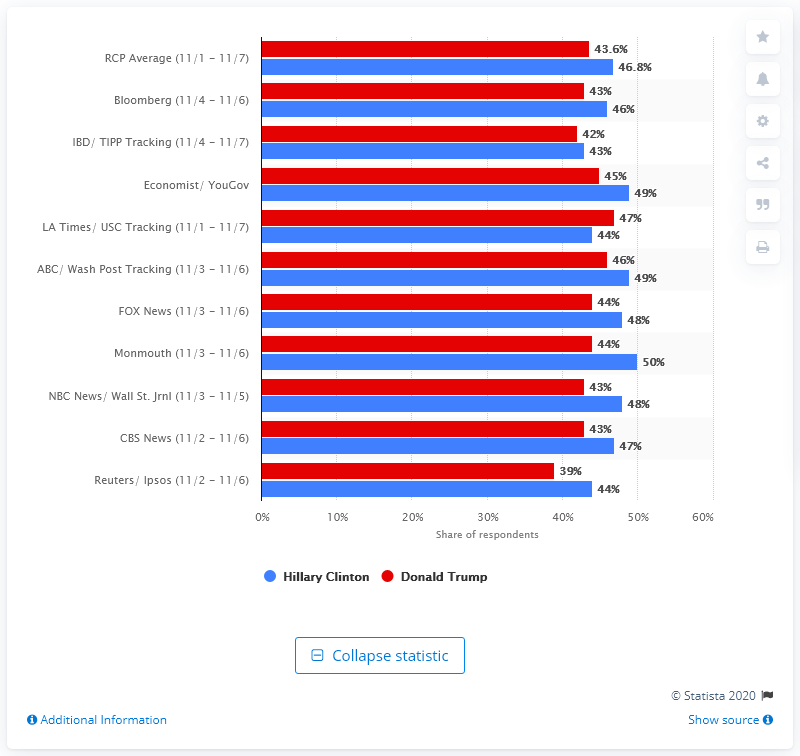 RCP Average (11/1 - 11/7)
43.6%
46.8%
Bloomberg (11/4 - 11/6)
43%
46%
IBD/ TIPP Tracking (11/4 - 11/7)
42%
43%
Economist/ YouGov
45%
49%
LA Times/ USC Tracking (11/1 - 11/7)
47%
44%
ABC/ Wash Post Tracking (11/3 - 11/6)
46%
49%
FOX News (11/3 - 11/6)
44%
48%
Monmouth (11/3 - 11/6)
44%
50%
NBC News/ Wall St. Jrnl (11/3 - 11/5)
43%
48%
CBS News (11/2 - 11/6)
43%
47%
Reuters/ Ipsos (11/2 - 11/6)
39%
44%
0% 10% 20% 30% 40% 50% 60%
Share of respondents
Hillary Clinton Donald Trump
Collapse statistic
© Statista 2020
Additional Information Show source